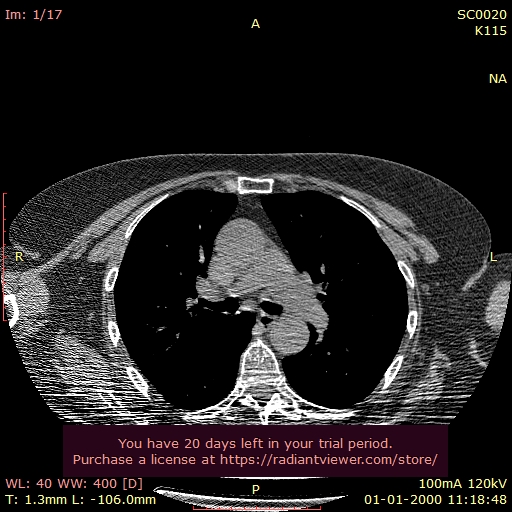 Im: 1/17
A
SC0020
K115
NA
R
L
You have 20 days left in your trial period.
Purchase a license at https://radiantviewer.com/store/
WL: 40 WW: 400 [D]
T: 1.3mm L: -106.0mm
P
100mA 120kV
01-01-2000 11:18:48